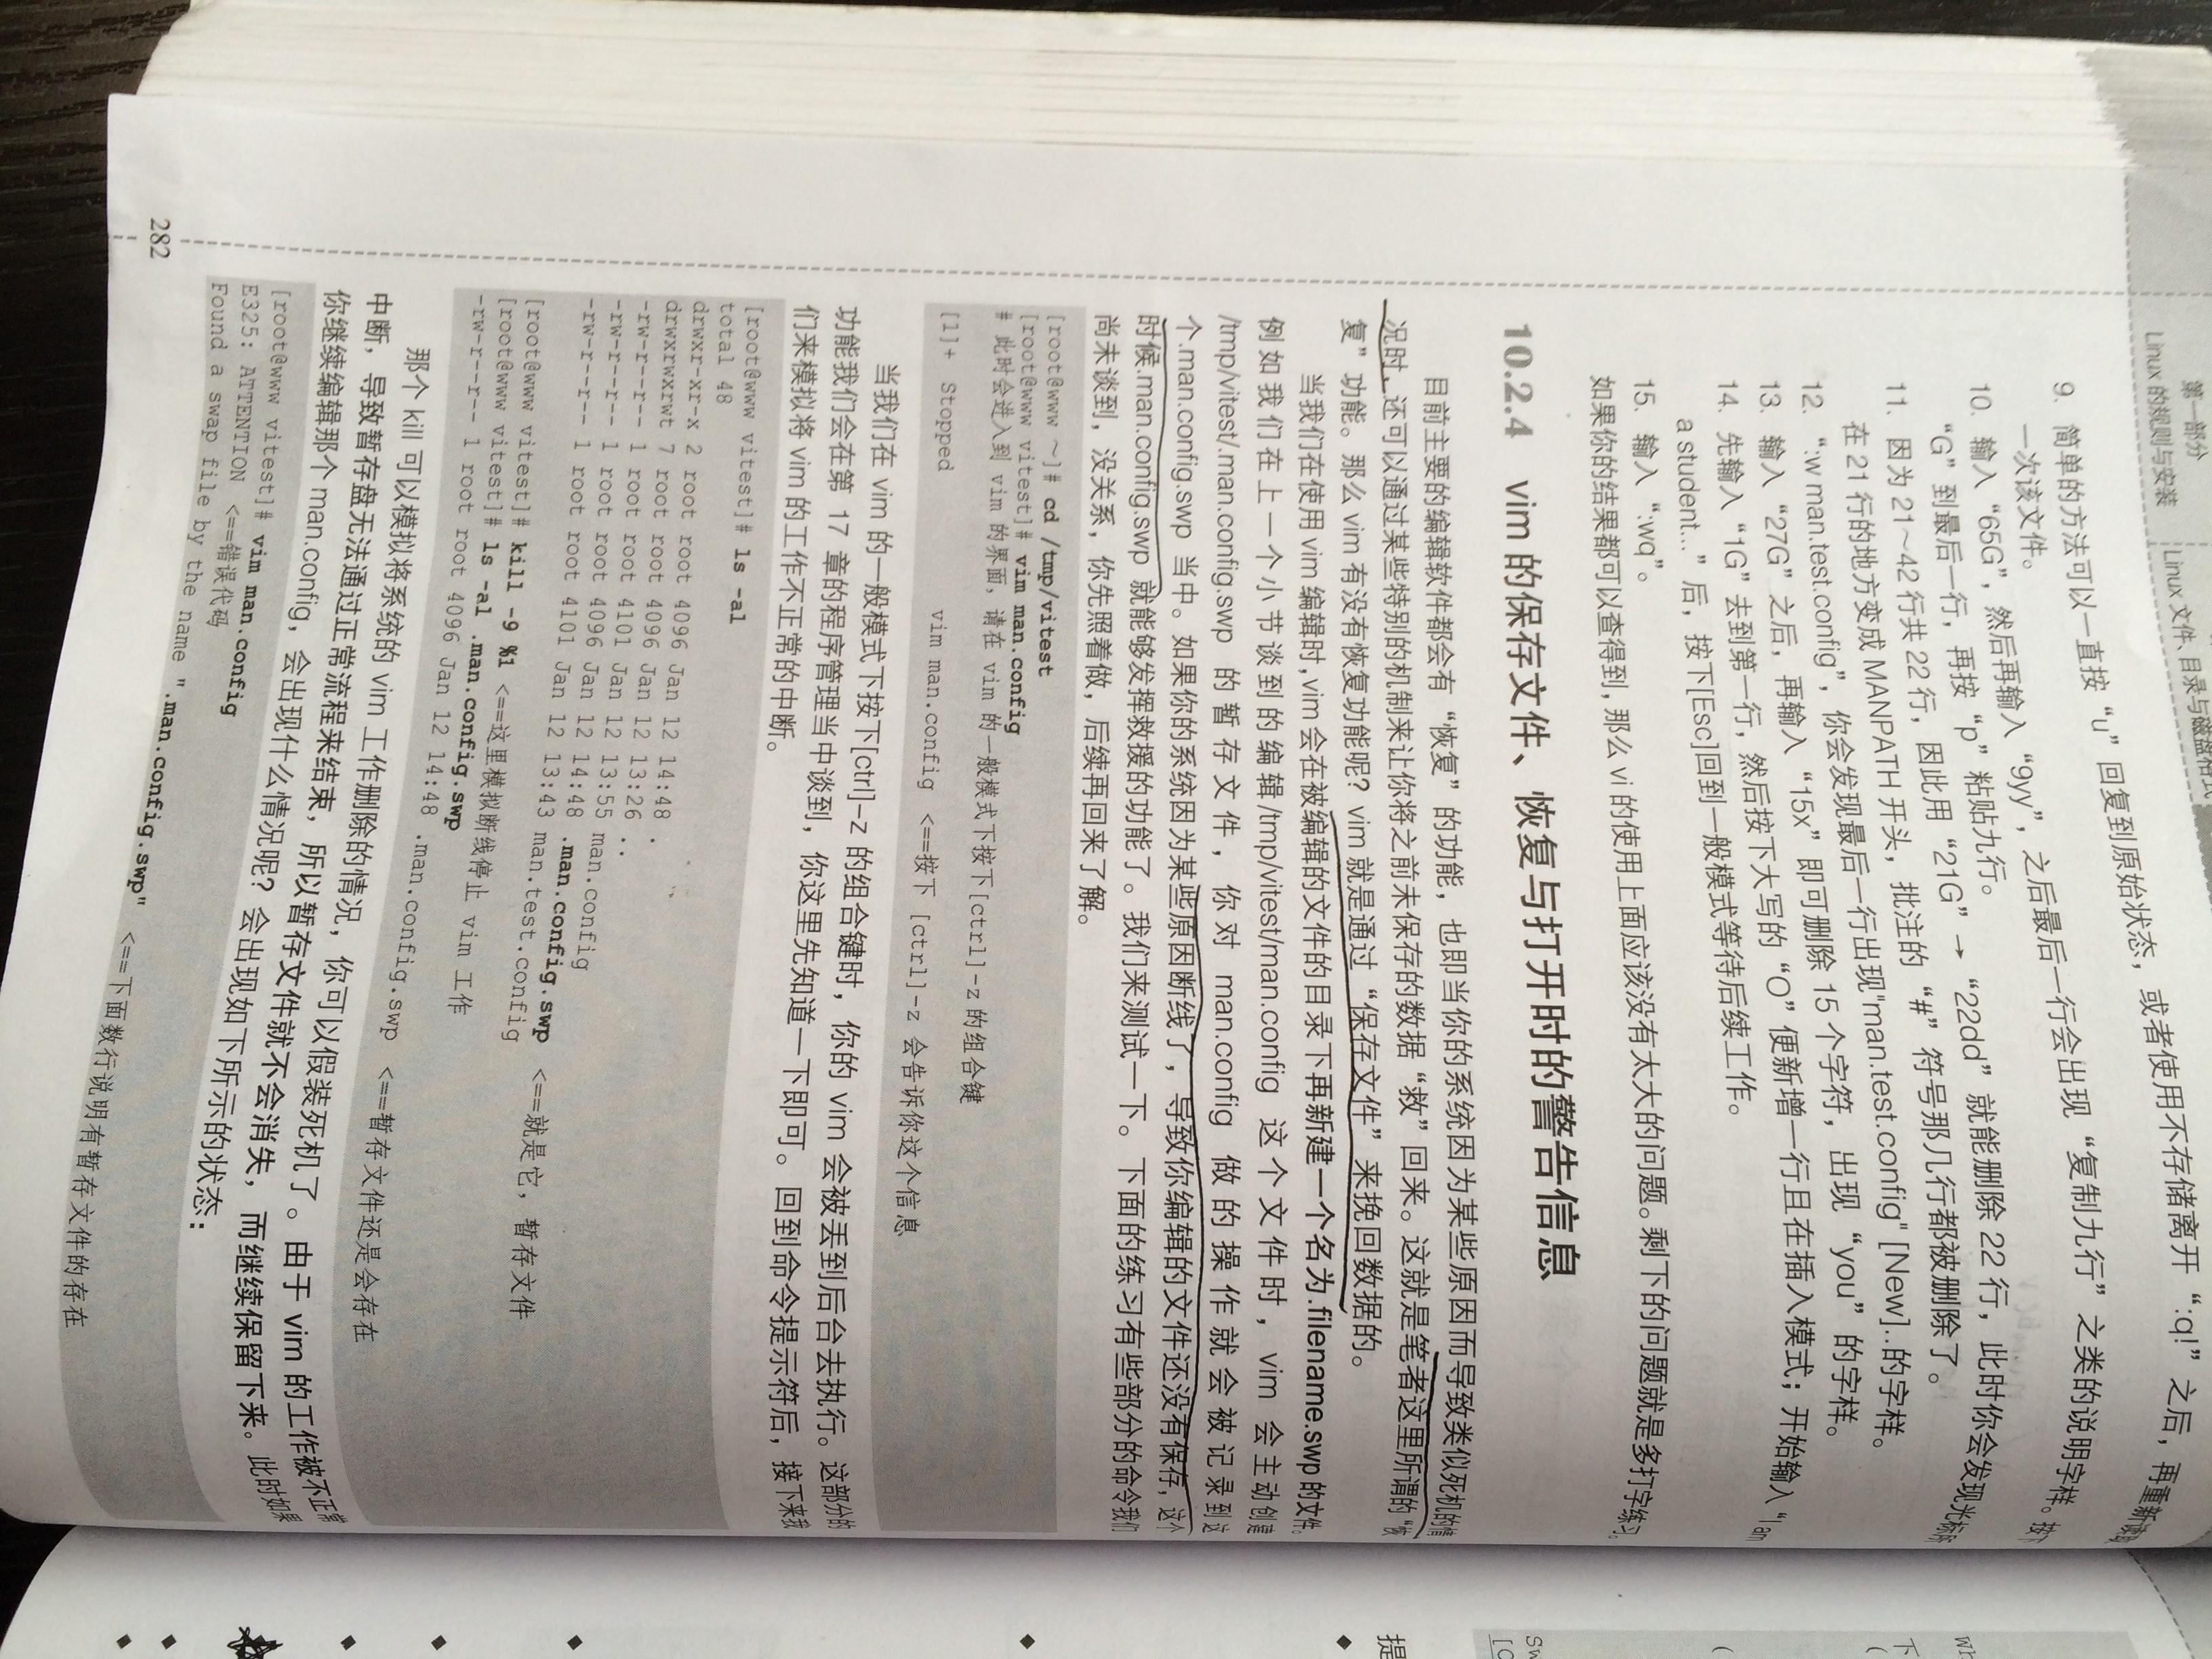 第一部分
Linux 的规则与安装
Linux 文件、目录与磁盘格式
9. 简单的方法可以一直按“u”回复到原始状态，或者使用不存储离开“:q!”之后，再重新
一次该文件。
10. 输入“65G”，然后再输入“9yy”，之后最后一行会出现“复制九行”之类的说明字样。按下
“G”到最后一行，再按“p”粘贴九行。
11. 因为 21～42 行共 22 行，因此用“21G”→“22dd”就能删除 22 行，此时你会发现光标所
在 21 行的地方变成 MANPATH 开头，批注的“#”符号那几行都被删除了。
12. “:w man.test.config”，你会发现最后一行出现"man.test.config" [New]..的字样。
13. 输入“27G”之后，再输入“15x”即可删除 15 个字符，出现“you”的字样。
14. 先输入“1G”去到第一行，然后按下大写的“O”便新增一行且在插入模式；开始输入“I am
a student...”后，按下[Esc]回到一般模式等待后续工作。
15. 输入“:wq”。
如果你的结果都可以查得到，那么 vi 的使用上面应该没有太大的问题。剩下的问题就是多打字练习。
10.2.4 vim 的保存文件、恢复与打开时的警告信息
目前主要的编辑软件都会有“恢复”的功能，也即当你的系统因为某些原因而导致类似死机的情
况时，还可以通过某些特别的机制来让你将之前未保存的数据“救”回来。这就是笔者这里所谓的“恢
复”功能。那么 vim 有没有恢复功能呢？vim 就是通过“保存文件”来挽回数据的。
当我们在使用 vim 编辑时，vim 会在被编辑的文件的目录下再新建一个名为.filename.swp 的文件。
例如我们在上一个小节谈到的编辑/tmp/vitest/man.config 这个文件时，vim 会主动创建
/tmp/vitest/.man.config.swp 的暂存文件，你对 man.config 做的操作就会被记录到这
个.man.config.swp 当中。如果你的系统因为某些原因断线了，导致你编辑的文件还没有保存，这个
时候.man.config.swp 就能够发挥救援的功能了。我们来测试一下。下面的练习有些部分的命令我们
尚未谈到，没关系，你先照着做，后续再回来了解。
[root@www ~]# cd /tmp/vitest
[root@www vitest]# vim man.config
# 此时会进入到 vim 的界面，请在 vim 的一般模式下按下[ctrl]-z 的组合键
[1]+ Stopped vim man.config <==按下 [ctrl]-z 会告诉你这个信息
当我们在 vim 的一般模式下按下[ctrl]-z 的组合键时，你的 vim 会被丢到后台去执行。这部分的
功能我们会在第 17 章的程序管理当中谈到，你这里先知道一下即可。回到命令提示符后，接下来我
们来模拟将 vim 的工作不正常的中断。
[root@www vitest]# ls -al
total 48
drwxr-xr-x 2 root root 4096 Jan 12 14:48 .
drwxrwxrwt 7 root root 4096 Jan 12 13:26 ..
-rw-r--r-- 1 root root 4101 Jan 12 13:55 man.config
-rw-r--r-- 1 root root 4096 Jan 12 14:48 .man.config.swp <==就是它，暂存文件
-rw-r--r-- 1 root root 4101 Jan 12 13:43 man.test.config
[root@www vitest]# kill -9 %1 <==这里模拟断线停止 vim 工作
[root@www vitest]# ls -al .man.config.swp
-rw-r--r-- 1 root root 4096 Jan 12 14:48 .man.config.swp <==暂存文件还是会存在
那个 kill 可以模拟将系统的 vim 工作删除的情况，你可以假装死机了。由于 vim 的工作被不正常
中断，导致暂存盘无法通过正常流程来结束，所以暂存文件就不会消失，而继续保留下来。此时如果
你继续编辑那个 man.config，会出现什么情况呢？会出现如下所示的状态：
[root@www vitest]# vim man.config
E325: ATTENTION <==错误代码
Found a swap file by the name ".man.config.swp" <==下面数行说明有暂存文件的存在
282
提